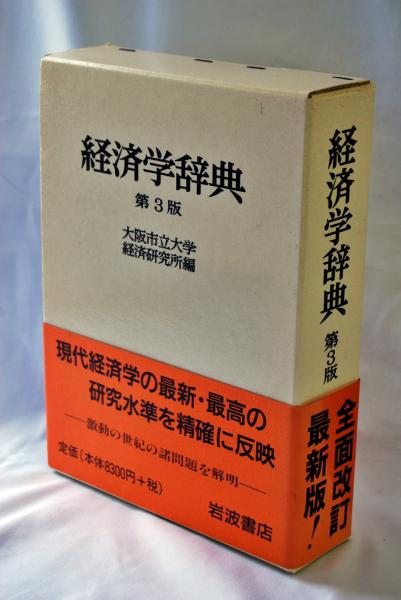 経済学辞典
第3版
大阪市立大学
経済研究所編
現代経済学の最新・最高の
研究水準を精確に反映
──激動の世紀の諸問題を解明──
定価(本体8300円+税)
岩波書店
経済学辞典
第3版
全面改訂
最新版!